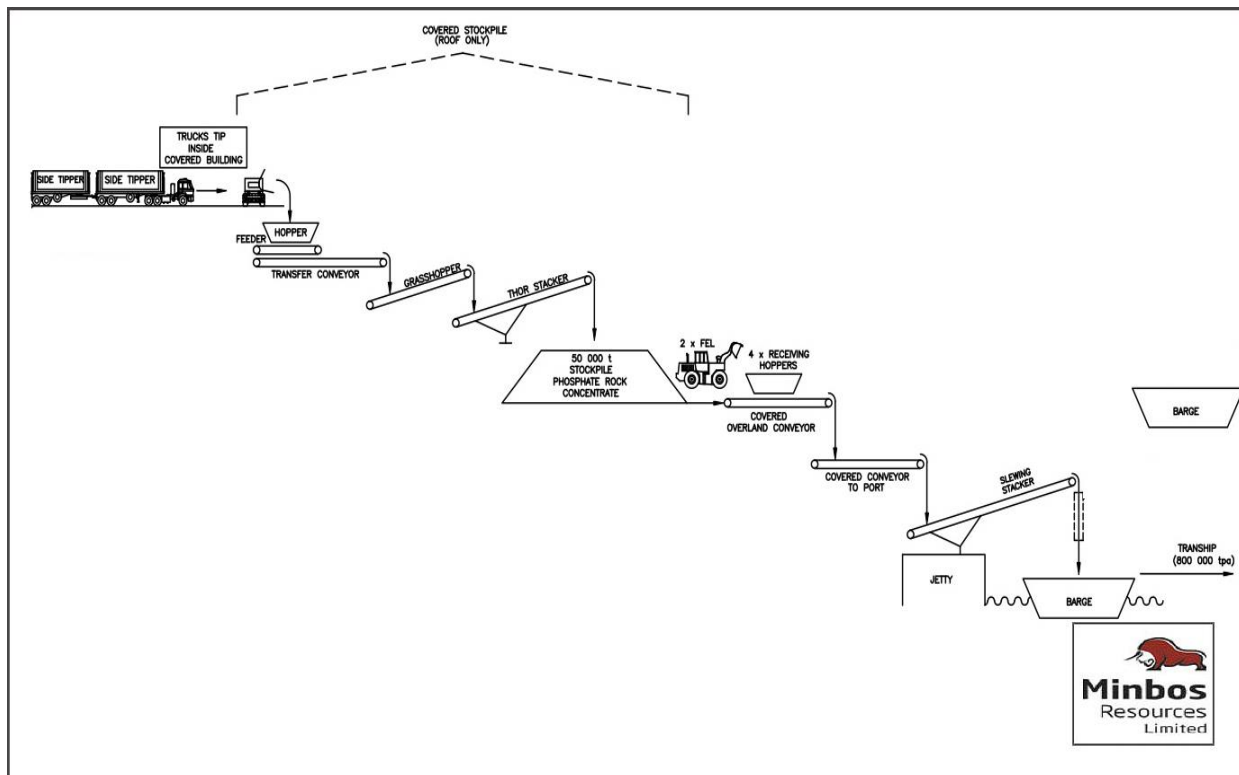 COVERED STOCKPILE
(ROOF ONLY)
TRUCKS TIP
INSIDE
COVERED BUILDING
SIDE TIPPER
SIDE TIPPER
HOPPER
FEEDER
TRANSFER CONVEYOR
GRASSHOPPER
THOR STACKER
50 000 t
STOCKPILE
PHOSPHATE ROCK
CONCENTRATE
2 x FEL
4 x RECEIVING
HOPPERS
COVERED
OVERLAND CONVEYOR
BARGE
COVERED CONVEYOR
TO PORT
SLEWING
STACKER
JETTY
BARGE
TRANSHIP
(800 000 tpa)
Minbos
Resources
Limited